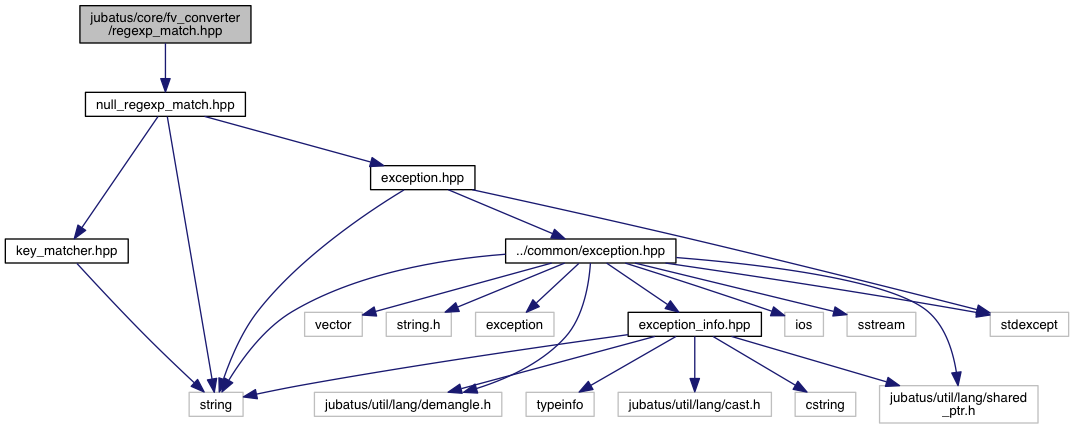 jubatus/core/fv_converter
/regexp_match.hpp
null_regexp_match.hpp
exception.hpp
key_matcher.hpp
../common/exception.hpp
vector
string.h
exception
exception_info.hpp
ios
sstream
stdexcept
string
jubatus/util/lang/demangle.h
typeinfo
jubatus/util/lang/cast.h
cstring
jubatus/util/lang/shared
_ptr.h